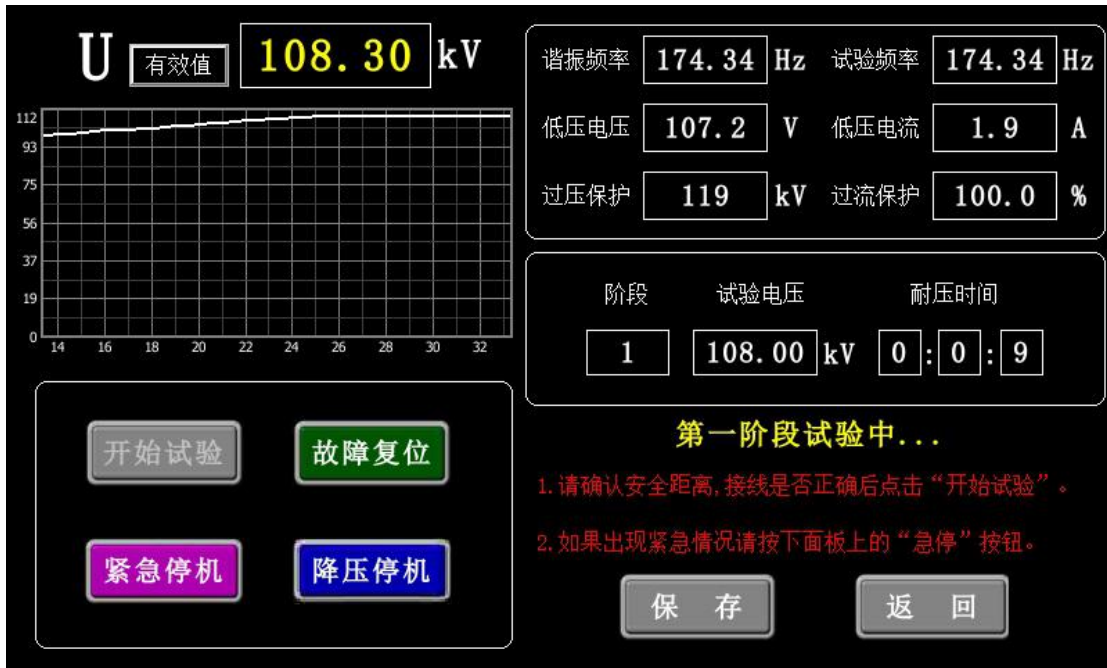 U 有效值 108.30 kV
112
93
75
56
37
19
0
14 16 18 20 22 24 26 28 30 32
谐振频率 174.34 Hz 试验频率 174.34 Hz
低压电压 107.2 V 低压电流 1.9 A
过压保护 119 kV 过流保护 100.0 %
阶段 试验电压 耐压时间
1 108.00 kV 0 : 0 : 9
开始试验 故障复位
紧急停机 降压停机
第一阶段试验中...
1.请确认安全距离,接线是否正确后点击“开始试验”。
2.如果出现紧急情况请按下面板上的“急停”按钮。
保 存 返 回